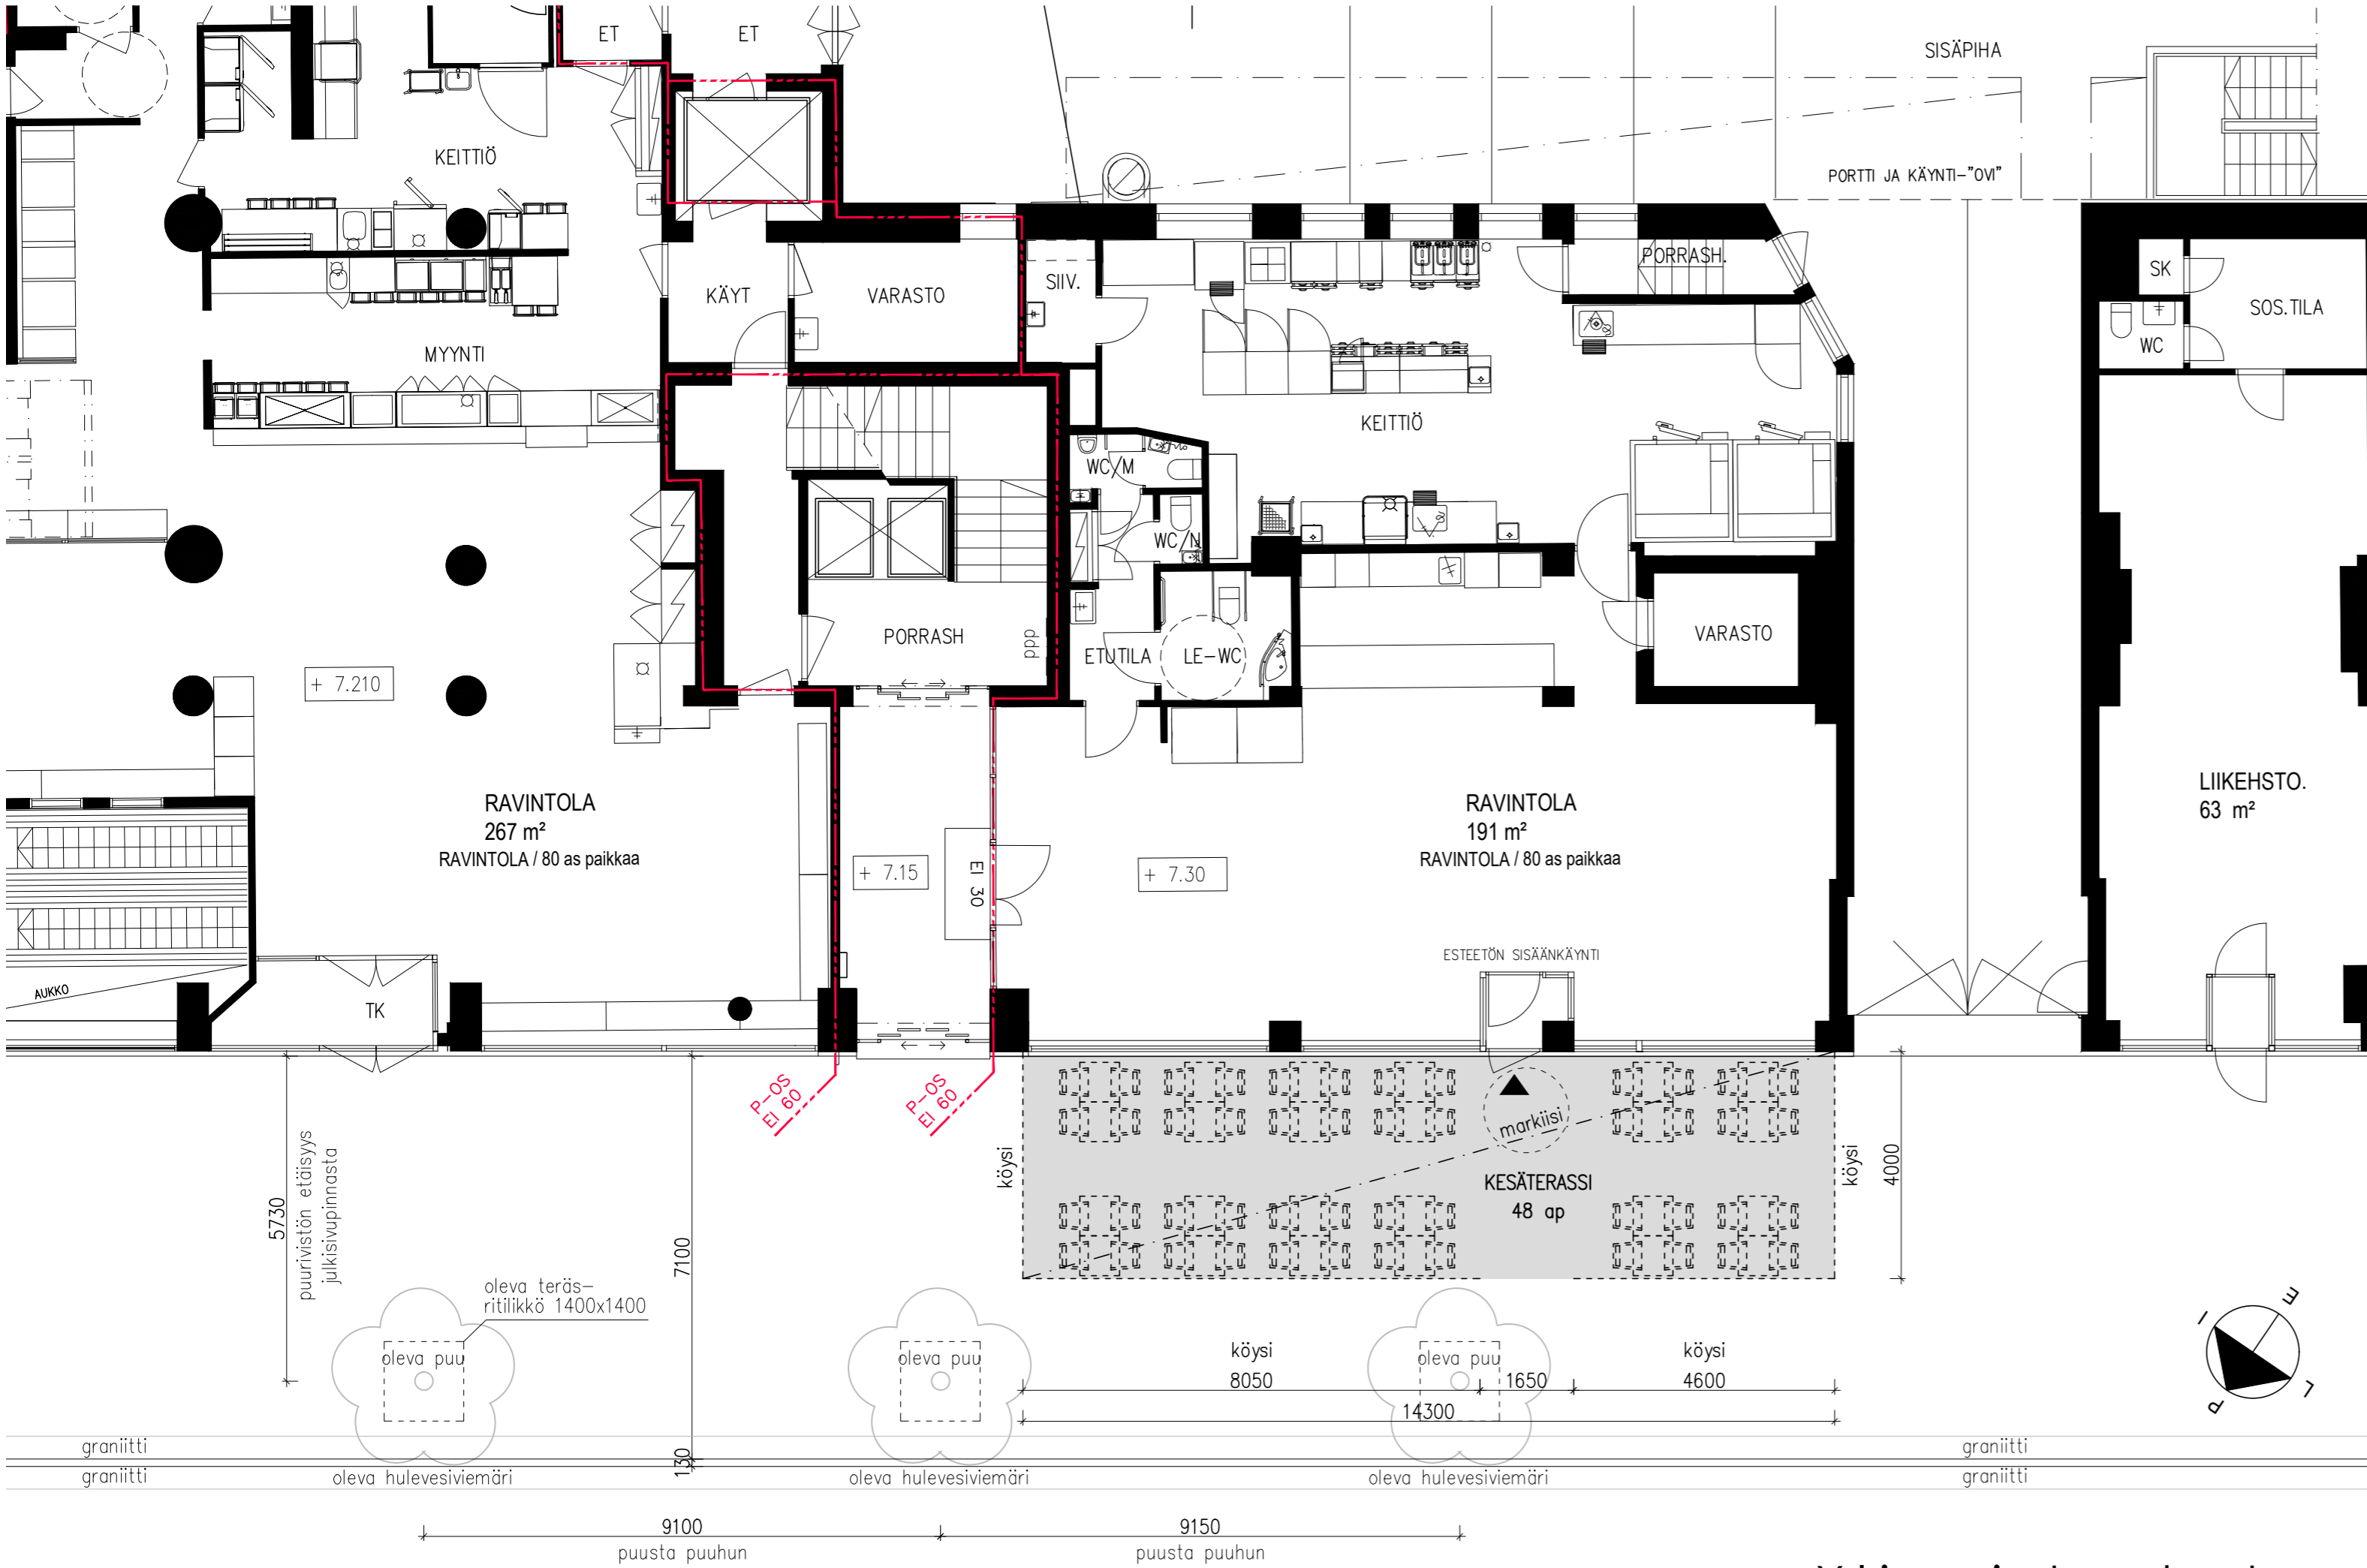 ET
ET
SISÄPIHA
KEITTIÖ
PORTTI JA KÄYNTI-"OVI"
PORRASH.
SK
SIIV.
KÄYT
VARASTO
SOS.TILA
WC
MYYNTI
KEITTIÖ
WC/M
WC/N
PORRASH
ppp
ETUTILA
LE-WC
VARASTO
+ 7.210
RAVINTOLA
267 m²
RAVINTOLA / 80 as paikkaa
+ 7.15
EI 30
+ 7.30
RAVINTOLA
191 m²
RAVINTOLA / 80 as paikkaa
LIIKEHSTO.
63 m²
ESTEETÖN SISÄÄNKÄYNTI
AUKKO
TK
P-OS
EI 60
P-OS
EI 60
köysi
markiisi
KESÄTERASSI
48 ap
köysi
4000
5730
puurivistön etäisyys
julkisivupinnasta
7100
oleva teräs-
ritilikkö 1400x1400
oleva puu
oleva puu
oleva puu
köysi
8050
1650
köysi
4600
14300
I
E
P
L
130
graniitti
graniitti
graniitti
graniitti
oleva hulevesiviemäri
oleva hulevesiviemäri
oleva hulevesiviemäri
9100
puusta puuhun
9150
puusta puuhun